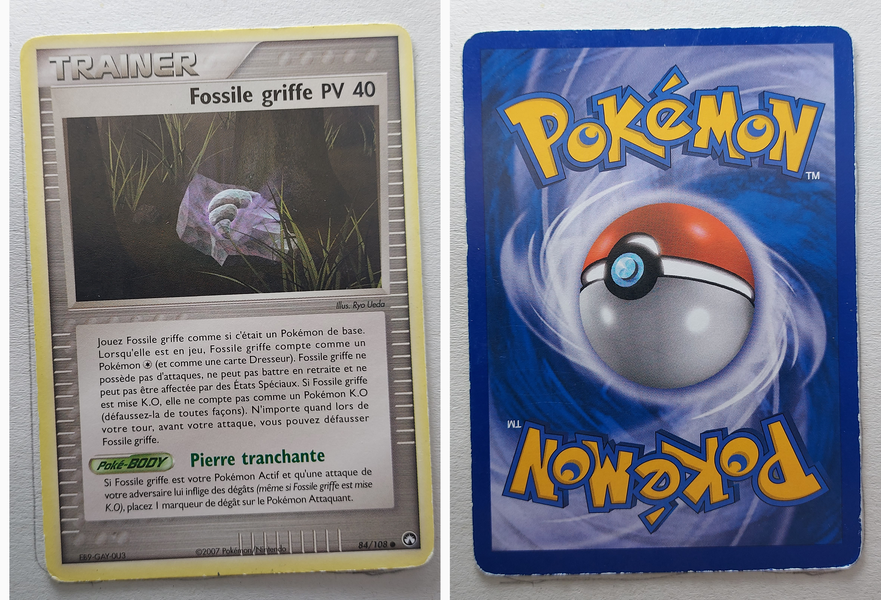 TRAINER
Fossile griffe PV 40
Illus. Ryo Ueda
Jouez Fossile griffe comme si c'était un Pokémon de base.
Lorsqu'elle est en jeu, Fossile griffe compte comme un
Pokémon (et comme une carte Dresseur). Fossile griffe ne
possède pas d'attaques, ne peut pas battre en retraite et ne
peut pas être affectée par des États Spéciaux. Si Fossile griffe
est mise K.O, elle ne compte pas comme un Pokémon K.O
(défaussez-la de toutes façons). N'importe quand lors de
votre tour, avant votre attaque, vous pouvez défausser
Fossile griffe.
Poké-BODY Pierre tranchante
Si Fossile griffe est votre Pokémon Actif et qu'une attaque de
votre adversaire lui inflige des dégâts (même si Fossile griffe est mise
K.O), placez 1 marqueur de dégât sur le Pokémon Attaquant.
FB9-GAY-0U3 ©2007 Pokémon/Nintendo 84/108
POKéMON
TM
TM
POKéMON